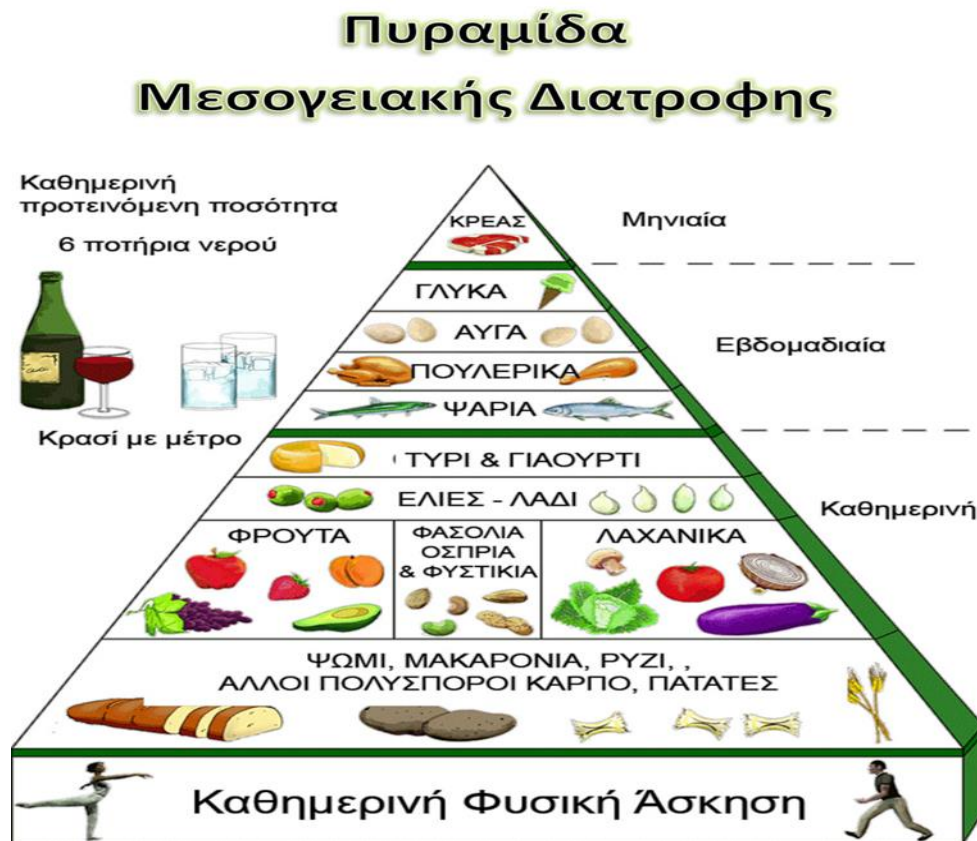 Πυραμίδα
Μεσογειακής Διατροφης
Καθημερινή
προτεινόμενη ποσότητα
6 ποτήρια νερού
Κρασί με μέτρο
ΚΡΕΑΣ
Μηνιαία
ΓΛΥΚΑ
ΑΥΓΑ
ΠΟΥΛΕΡΙΚΑ
ΨΑΡΙΑ
Εβδομαδιαία
ΤΥΡΙ & ΓΙΑΟΥΡΤΙ
ΕΛΙΕΣ - ΛΑΔΙ
Καθημερινή
ΦΡΟΥΤΑ
ΦΑΣΟΛΙΑ
ΟΣΠΡΙΑ
& ΦΥΣΤΙΚΙΑ
ΛΑΧΑΝΙΚΑ
ΨΩΜΙ, ΜΑΚΑΡΟΝΙΑ, ΡΥΖΙ, ,
ΑΛΛΟΙ ΠΟΛΥΣΠΟΡΟΙ ΚΑΡΠΟ, ΠΑΤΑΤΕΣ
Καθημερινή Φυσική Άσκηση